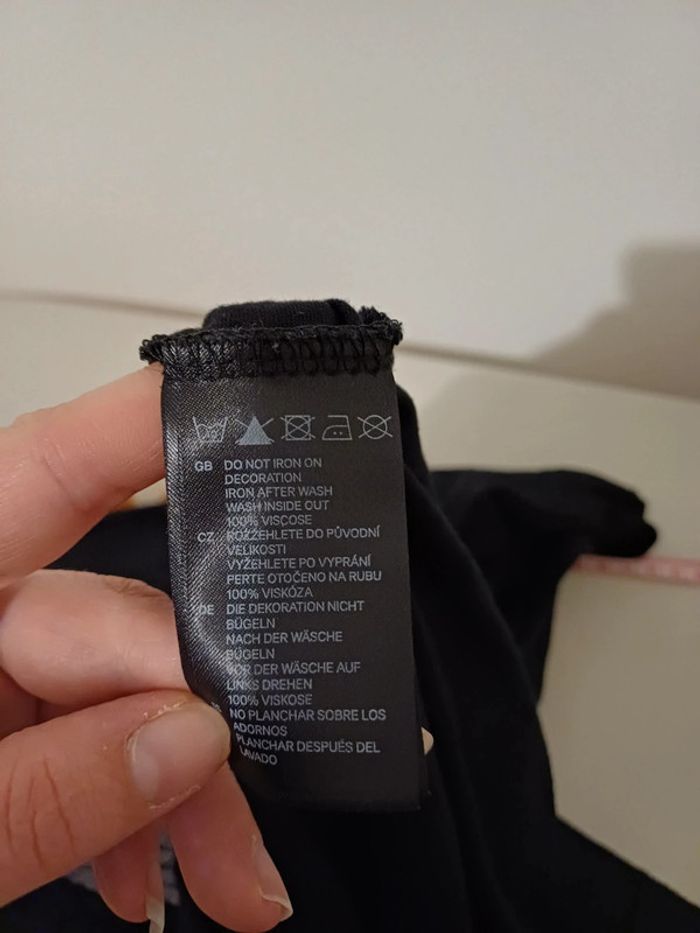 GB DO NOT IRON ON
DECORATION
IRON AFTER WASH
WASH INSIDE OUT
100% VISCOSE
CZ ROZŽEHLETE DO PŮVODNÍ
VELIKOSTI
VYŽEHLETE PO VYPRÁNÍ
PERTE OTOČENO NA RUBU
100% VISKÓZA
DE DIE DEKORATION NICHT
BÜGELN
NACH DER WÄSCHE
BÜGELN
VOR DER WÄSCHE AUF
LINKS DREHEN
100% VISKOSE
NO PLANCHAR SOBRE LOS
ADORNOS
PLANCHAR DESPUÉS DEL
LAVADO